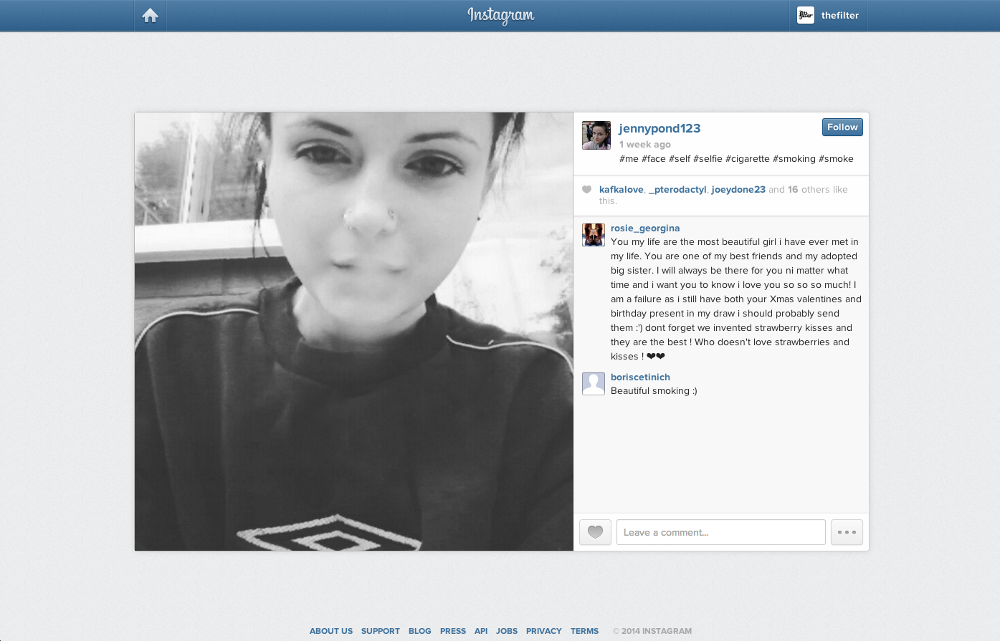 Instagram
the filter
thefilter
jennypond123
Follow
1 week ago
#me #face #self #selfie #cigarette #smoking #smoke
kafkalove, _pterodactyl, joeydone23 and 16 others like
this.
rosie_georgina
You my life are the most beautiful girl i have ever met in
my life. You are one of my best friends and my adopted
big sister. I will always be there for you ni matter what
time and i want you to know i love you so so so much! I
am a failure as i still have both your Xmas valentines and
birthday present in my draw i should probably send
them :') dont forget we invented strawberry kisses and
they are the best ! Who doesn't love strawberries and
kisses ! ❤❤
boriscetinich
Beautiful smoking :)
Leave a comment...
ABOUT US SUPPORT BLOG PRESS API JOBS PRIVACY TERMS © 2014 INSTAGRAM